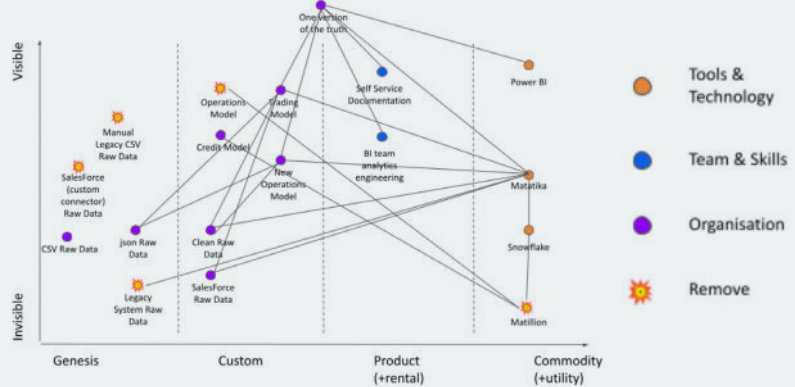 One version
of the truth
Visible
Power BI
Self Service
Documentation
Operations
Model
Trading
Model
Manual
Legacy CSV
Raw Data
Credit Model
BI team
analytics
engineering
SalesForce
(custom
connector)
Raw Data
New
Operations
Model
Matatika
CSV Raw Data
json Raw
Data
Clean Raw
Data
Snowflake
SalesForce
Raw Data
Legacy
System Raw
Data
Matillion
Invisible
Genesis
Custom
Product
(+rental)
Commodity
(+utility)
Tools &
Technology
Team & Skills
Organisation
Remove